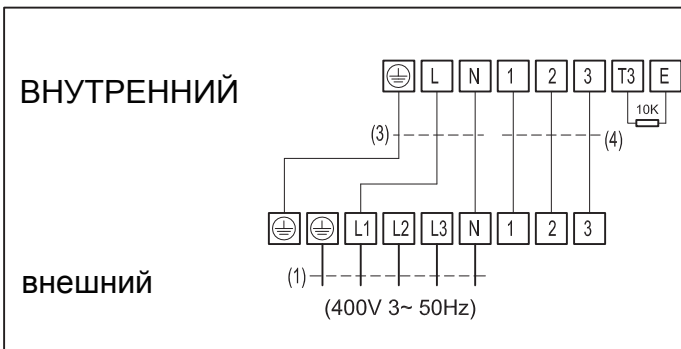 L N 1 2 3 T3 E
ВНУТРЕННИЙ
10K
(3) (4)
L1 L2 L3 N 1 2 3
(1)
внешний
(400V 3~ 50Hz)